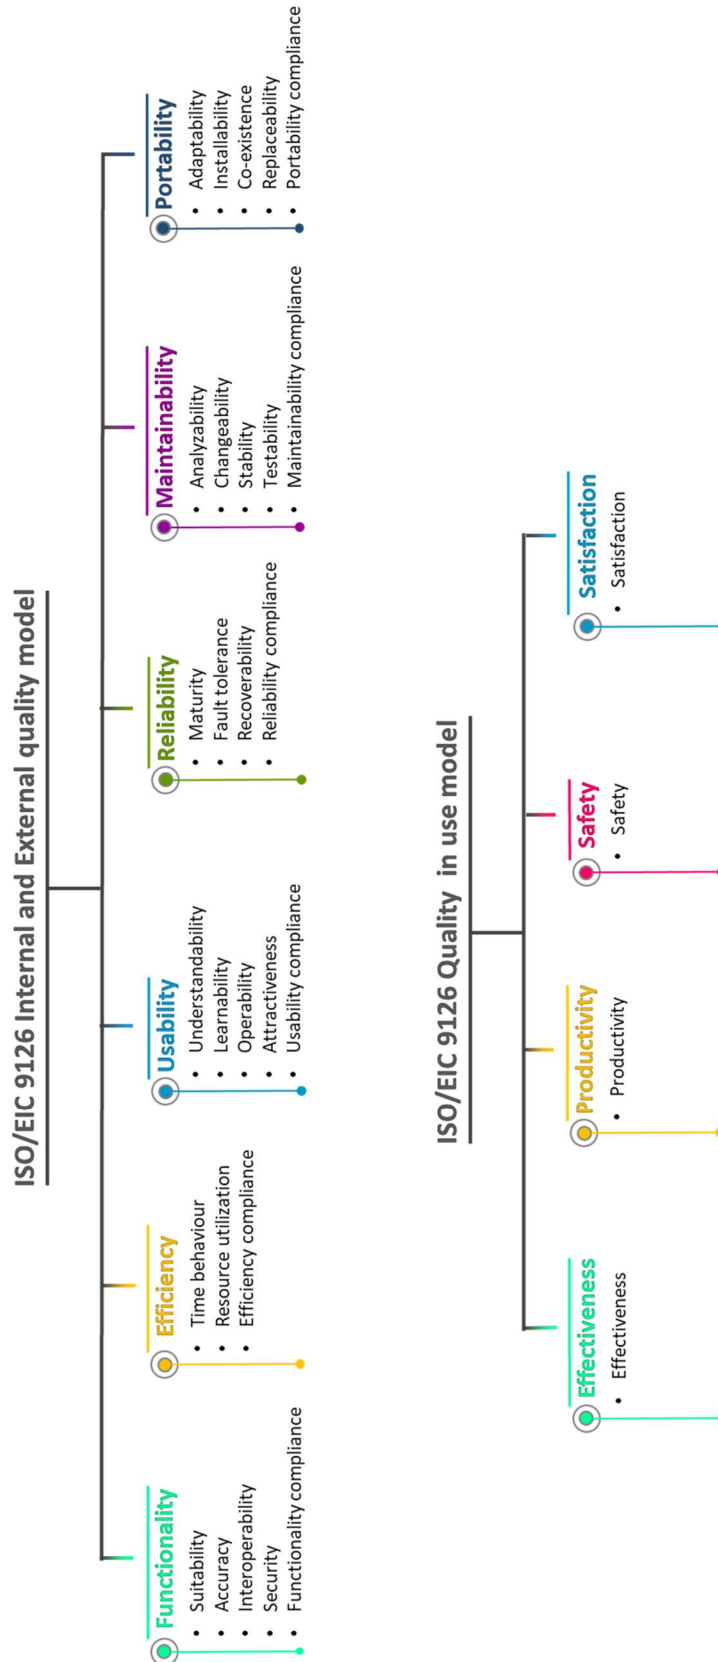 ISO/EIC 9126 Internal and External quality model
Functionality
• Suitability
• Accuracy
• Interoperability
• Security
• Functionality compliance
Efficiency
• Time behaviour
• Resource utilization
• Efficiency compliance
Usability
• Understandability
• Learnability
• Operability
• Attractiveness
• Usability compliance
Reliability
• Maturity
• Fault tolerance
• Recoverability
• Reliability compliance
Maintainability
• Analyzability
• Changeability
• Stability
• Testability
• Maintainability compliance
Portability
• Adaptability
• Installability
• Co-existence
• Replaceability
• Portability compliance
ISO/EIC 9126 Quality in use model
Effectiveness
• Effectiveness
Productivity
• Productivity
Safety
• Safety
Satisfaction
• Satisfaction